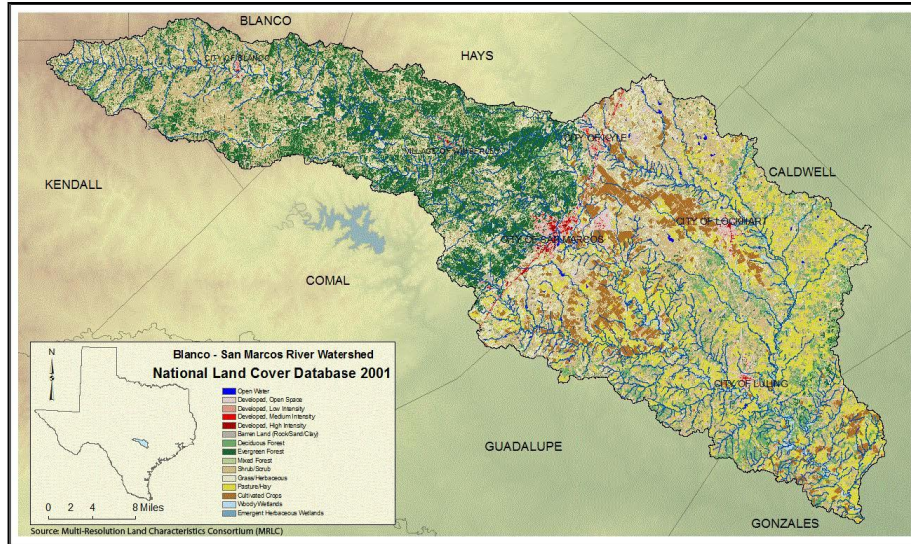 BLANCO
HAYS
CITY OF BLANCO
CITY OF KYLE
KENDALL
CALDWELL
CITY OF LOCKHART
CITY OF SAN MARCOS
COMAL
Blanco - San Marcos River Watershed
National Land Cover Database 2001
N
Open Water
Developed, Open Space
Developed, Low Intensity
Developed, Medium Intensity
Developed, High Intensity
Barren Land (Rock/Sand/Clay)
Deciduous Forest
Evergreen Forest
Mixed Forest
Shrub/Scrub
Grass/Herbaceous
Pasture/Hay
Cultivated Crops
Woody Wetlands
Emergent Herbaceous Wetlands
0 2 4 8 Miles
Source: Multi-Resolution Land Characteristics Consortium (MRLC)
CITY OF LULING
GUADALUPE
GONZALES